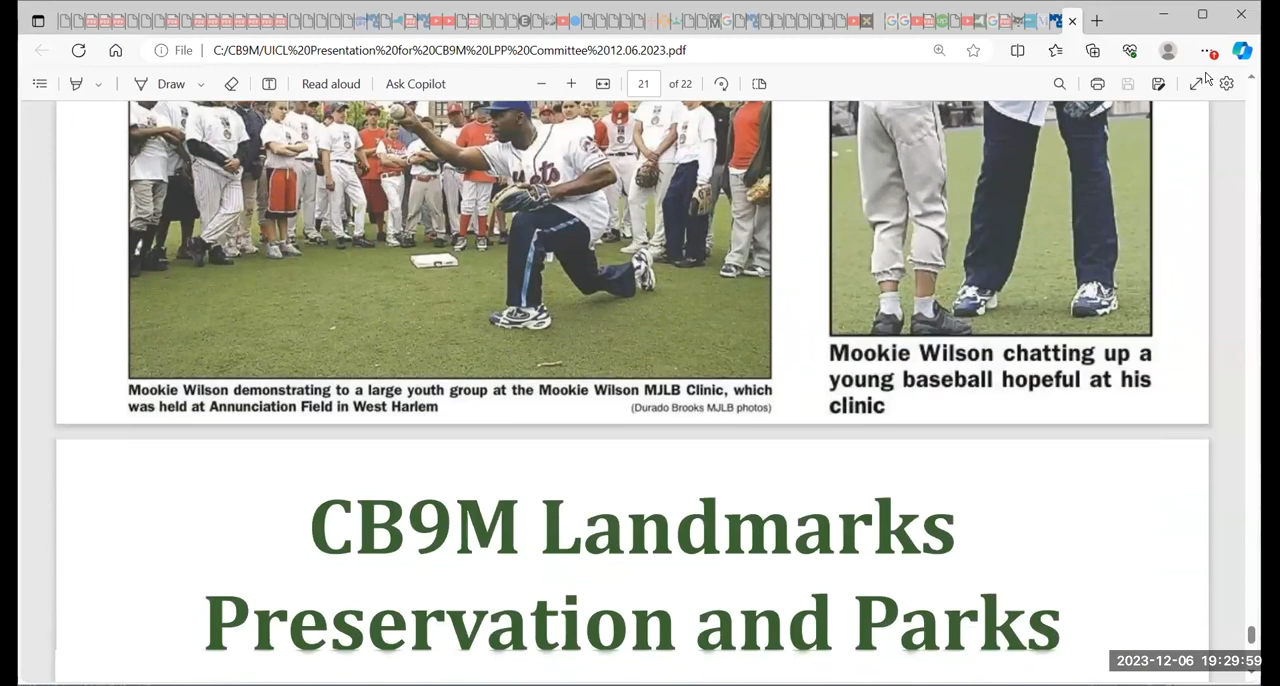 File
C:/CB9M/UICL%20Presentation%20for%20CB9M%20LPP%20Committee%2012.06.2023.pdf
Draw
Read aloud
Ask Copilot
21
of 22
Mookie Wilson demonstrating to a large youth group at the Mookie Wilson MJLB Clinic, which
was held at Annunciation Field in West Harlem
(Durado Brooks MJLB photos)
Mookie Wilson chatting up a
young baseball hopeful at his
clinic
CB9M Landmarks
Preservation and Parks
2023-12-06 19:29:59